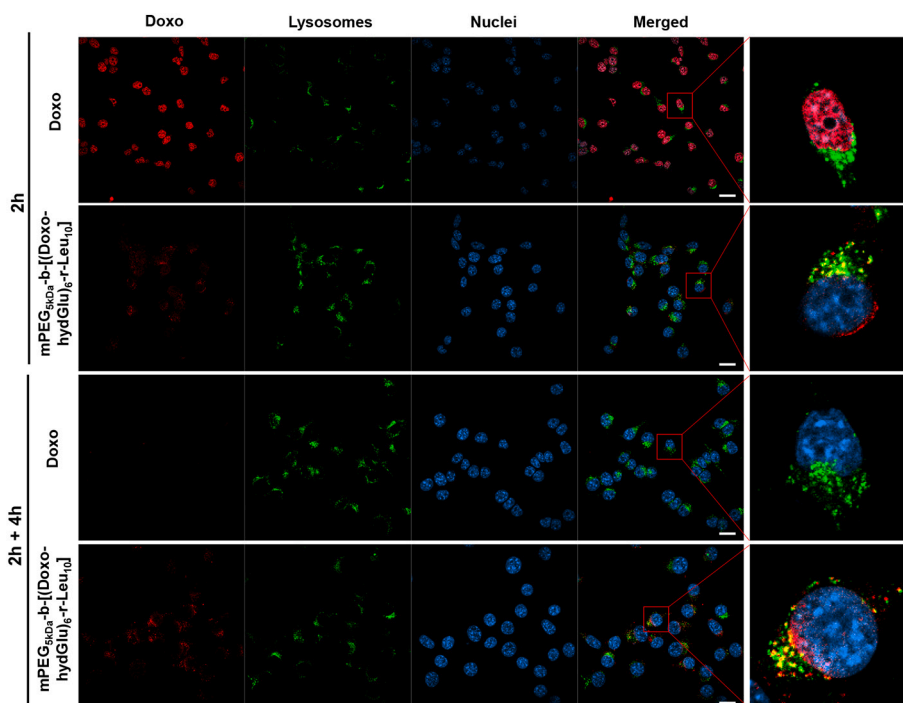 Doxo Lysosomes Nuclei Merged
2h
Doxo
mPEG5kDa-b-[(Doxo-
hydGlu)6-r-Leu10]
2h + 4h
Doxo
mPEG5kDa-b-[(Doxo-
hydGlu)6-r-Leu10]